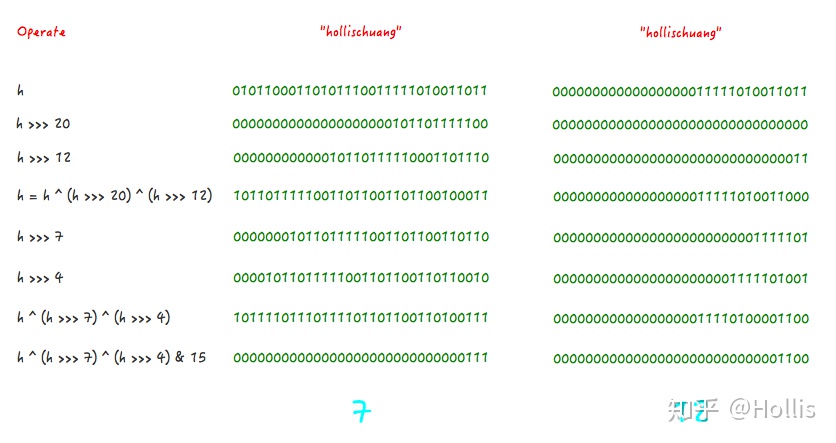 Operate "hollischuang" "hollischuang"
h 01011000110101110011111010011011 00000000000000000011111010011011
h >>> 20 00000000000000000000101101111100 00000000000000000000000000000000
h >>> 12 00000000000010110111110001101110 00000000000000000000000000000011
h = h ^ (h >>> 20) ^ (h >>> 12) 10110111110011011001101100100011 00000000000000000011111010011000
h >>> 7 00000001011011111001101100110110 00000000000000000000000001111101
h >>> 4 00001011011111001101100110110010 00000000000000000000001111101001
h ^ (h >>> 7) ^ (h >>> 4) 10111101110111101101100110100111 00000000000000000011110100001100
h ^ (h >>> 7) ^ (h >>> 4) & 15 00000000000000000000000000000111 00000000000000000000000000001100
7
知乎 @Hollis